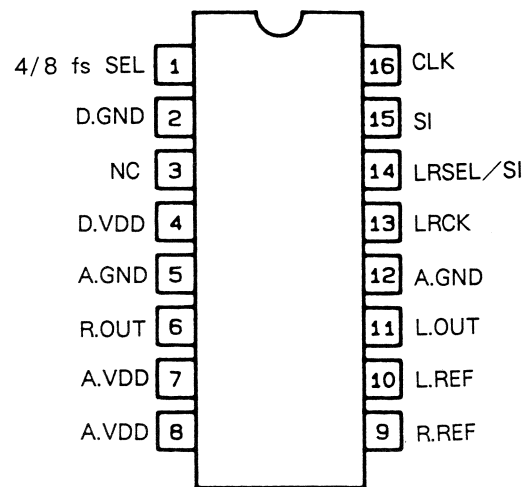 4/8 fs SEL 1 16 CLK
D.GND 2 15 SI
NC 3 14 LRSEL/SI
D.VDD 4 13 LRCK
A.GND 5 12 A.GND
R.OUT 6 11 L.OUT
A.VDD 7 10 L.REF
A.VDD 8 9 R.REF